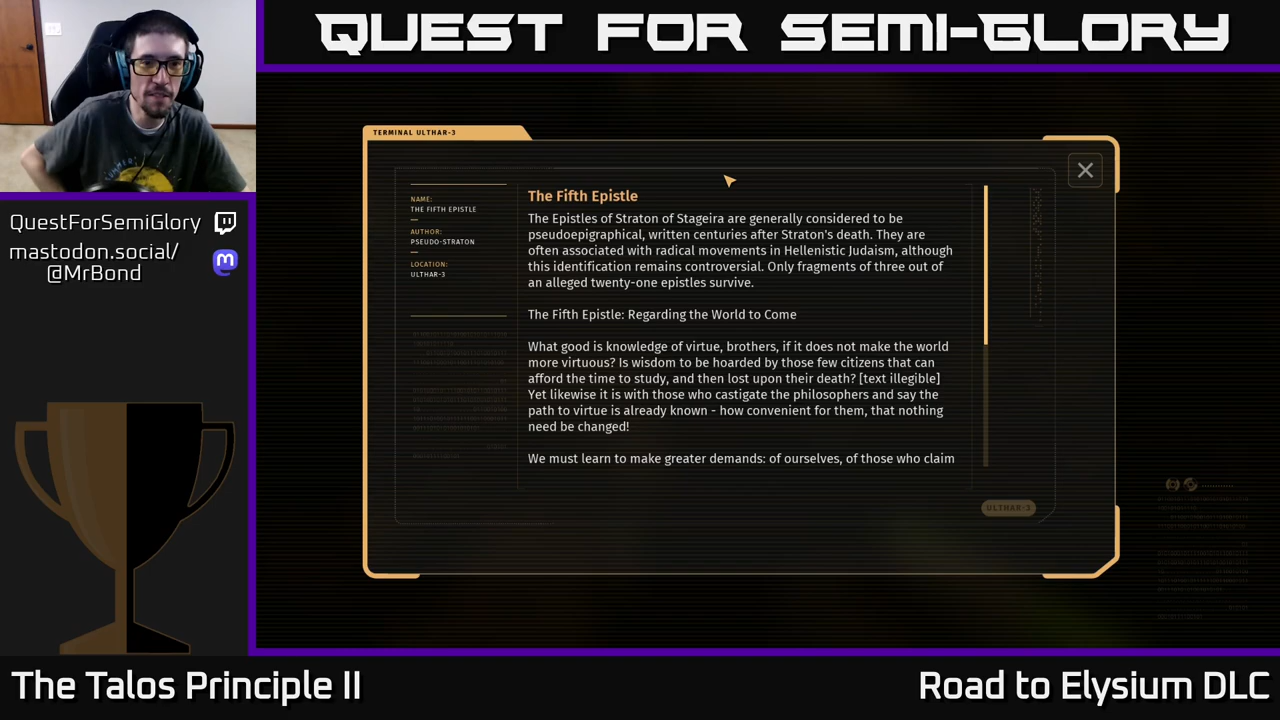 QUEST FOR SEMI-GLORY
QuestForSemiGlory
mastodon.social/
@MrBond
TERMINAL ULTHAR-3
NAME:
THE FIFTH EPISTLE
AUTHOR:
PSEUDO-STRATON
LOCATION:
ULTHAR-3
The Fifth Epistle
The Epistles of Straton of Stageira are generally considered to be
pseudoepigraphical, written centuries after Straton's death. They are
often associated with radical movements in Hellenistic Judaism, although
this identification remains controversial. Only fragments of three out of
an alleged twenty-one epistles survive.
The Fifth Epistle: Regarding the World to Come
What good is knowledge of virtue, brothers, if it does not make the world
more virtuous? Is wisdom to be hoarded by those few citizens that can
afford the time to study, and then lost upon their death? [text illegible]
Yet likewise it is with those who castigate the philosophers and say the
path to virtue is already known - how convenient for them, that nothing
need be changed!
We must learn to make greater demands: of ourselves, of those who claim
ULTHAR-3
The Talos Principle II
Road to Elysium DLC